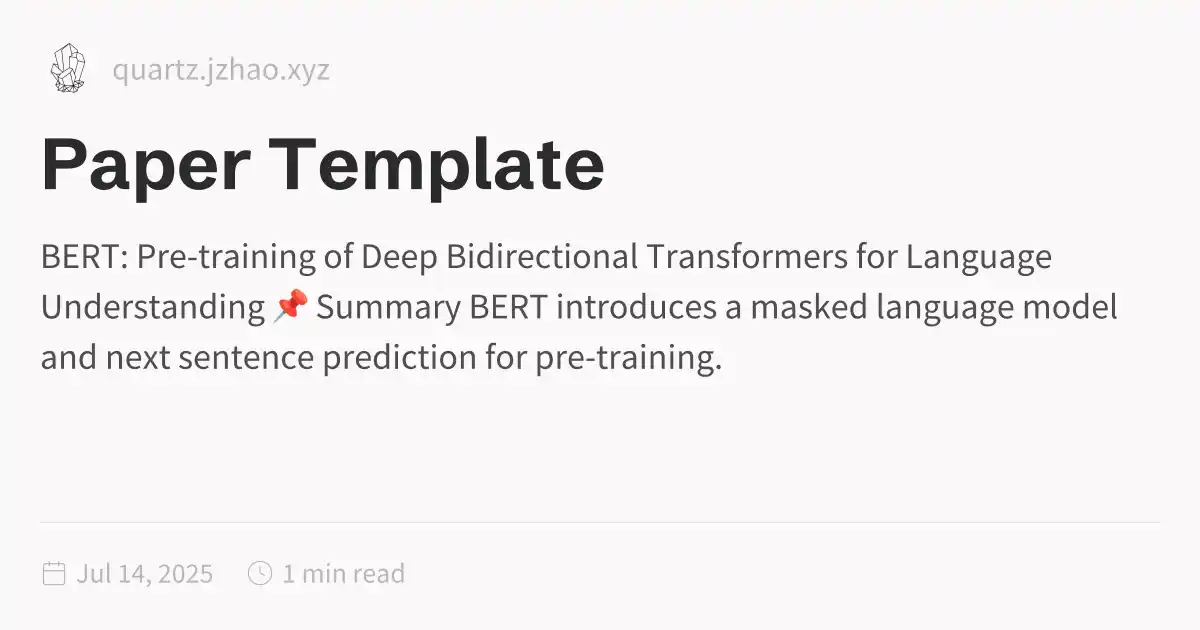 quartz.jzhao.xyz
Paper Template
BERT: Pre-training of Deep Bidirectional Transformers for Language
Understanding 📌 Summary BERT introduces a masked language model
and next sentence prediction for pre-training.
Jul 14, 2025 1 min read